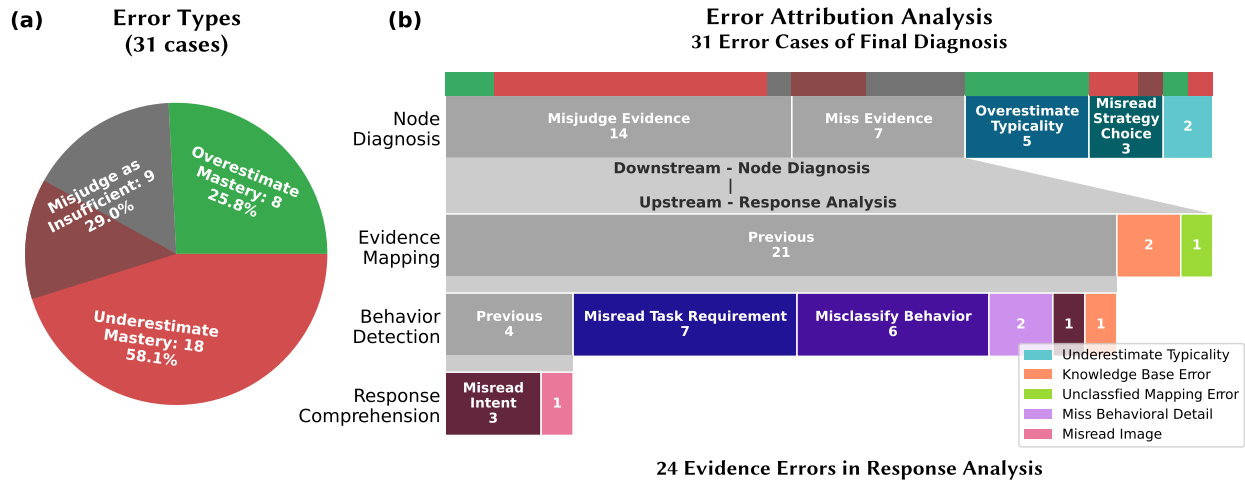 (a)
Error Types
(31 cases)
Overestimate
Mastery: 8
25.8%
Misjudge as
Insufficient: 9
29.0%
Underestimate
Mastery: 18
58.1%
(b)
Error Attribution Analysis
31 Error Cases of Final Diagnosis
Node
Diagnosis
Misjudge Evidence
14
Miss Evidence
7
Overestimate
Typicality
5
Misread
Strategy
Choice
3
2
Downstream - Node Diagnosis
|
Upstream - Response Analysis
Evidence
Mapping
Previous
21
2
1
Behavior
Detection
Previous
4
Misread Task Requirement
7
Misclassify Behavior
6
2
1
1
Response
Comprehension
Misread
Intent
3
1
Underestimate Typicality
Knowledge Base Error
Unclassfied Mapping Error
Miss Behavioral Detail
Misread Image
24 Evidence Errors in Response Analysis